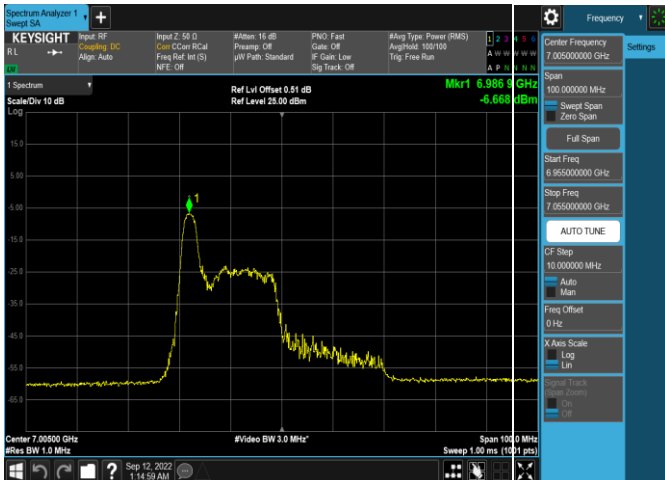 Spectrum Analyzer 1
Swept SA
Frequency
KEYSIGHT
RL
LV
Input: RF
Coupling: DC
Align: Auto
Input Z: 50 Ω
Corr CCorr RCal
Freq Ref: Int (S)
NFE: Off
#Atten: 16 dB
Preamp: Off
µW Path: Standard
PNO: Fast
Gate: Off
IF Gain: Low
Sig Track: Off
#Avg Type: Power (RMS)
Avg|Hold: 100/100
Trig: Free Run
1 2 3 4 5 6
A W W W W W
A P N N N N
Center Frequency
7.005000000 GHz
Settings
Span
100.000000 MHz
Swept Span
Zero Span
Full Span
Start Freq
6.955000000 GHz
Stop Freq
7.055000000 GHz
AUTO TUNE
CF Step
10.000000 MHz
Auto
Man
Freq Offset
0 Hz
X Axis Scale
Log
Lin
Signal Track
(Span Zoom)
On
Off
1 Spectrum
Scale/Div 10 dB
Log
Ref Lvl Offset 0.51 dB
Ref Level 25.00 dBm
Mkr1 6.986 9 GHz
-6.668 dBm
15.0
5.00
-5.00
1
-15.0
-25.0
-35.0
-45.0
-55.0
-65.0
Center 7.00500 GHz
#Res BW 1.0 MHz
#Video BW 3.0 MHz*
Span 100.0 MHz
Sweep 1.00 ms (1001 pts)
?
Sep 12, 2022
1:14:59 AM